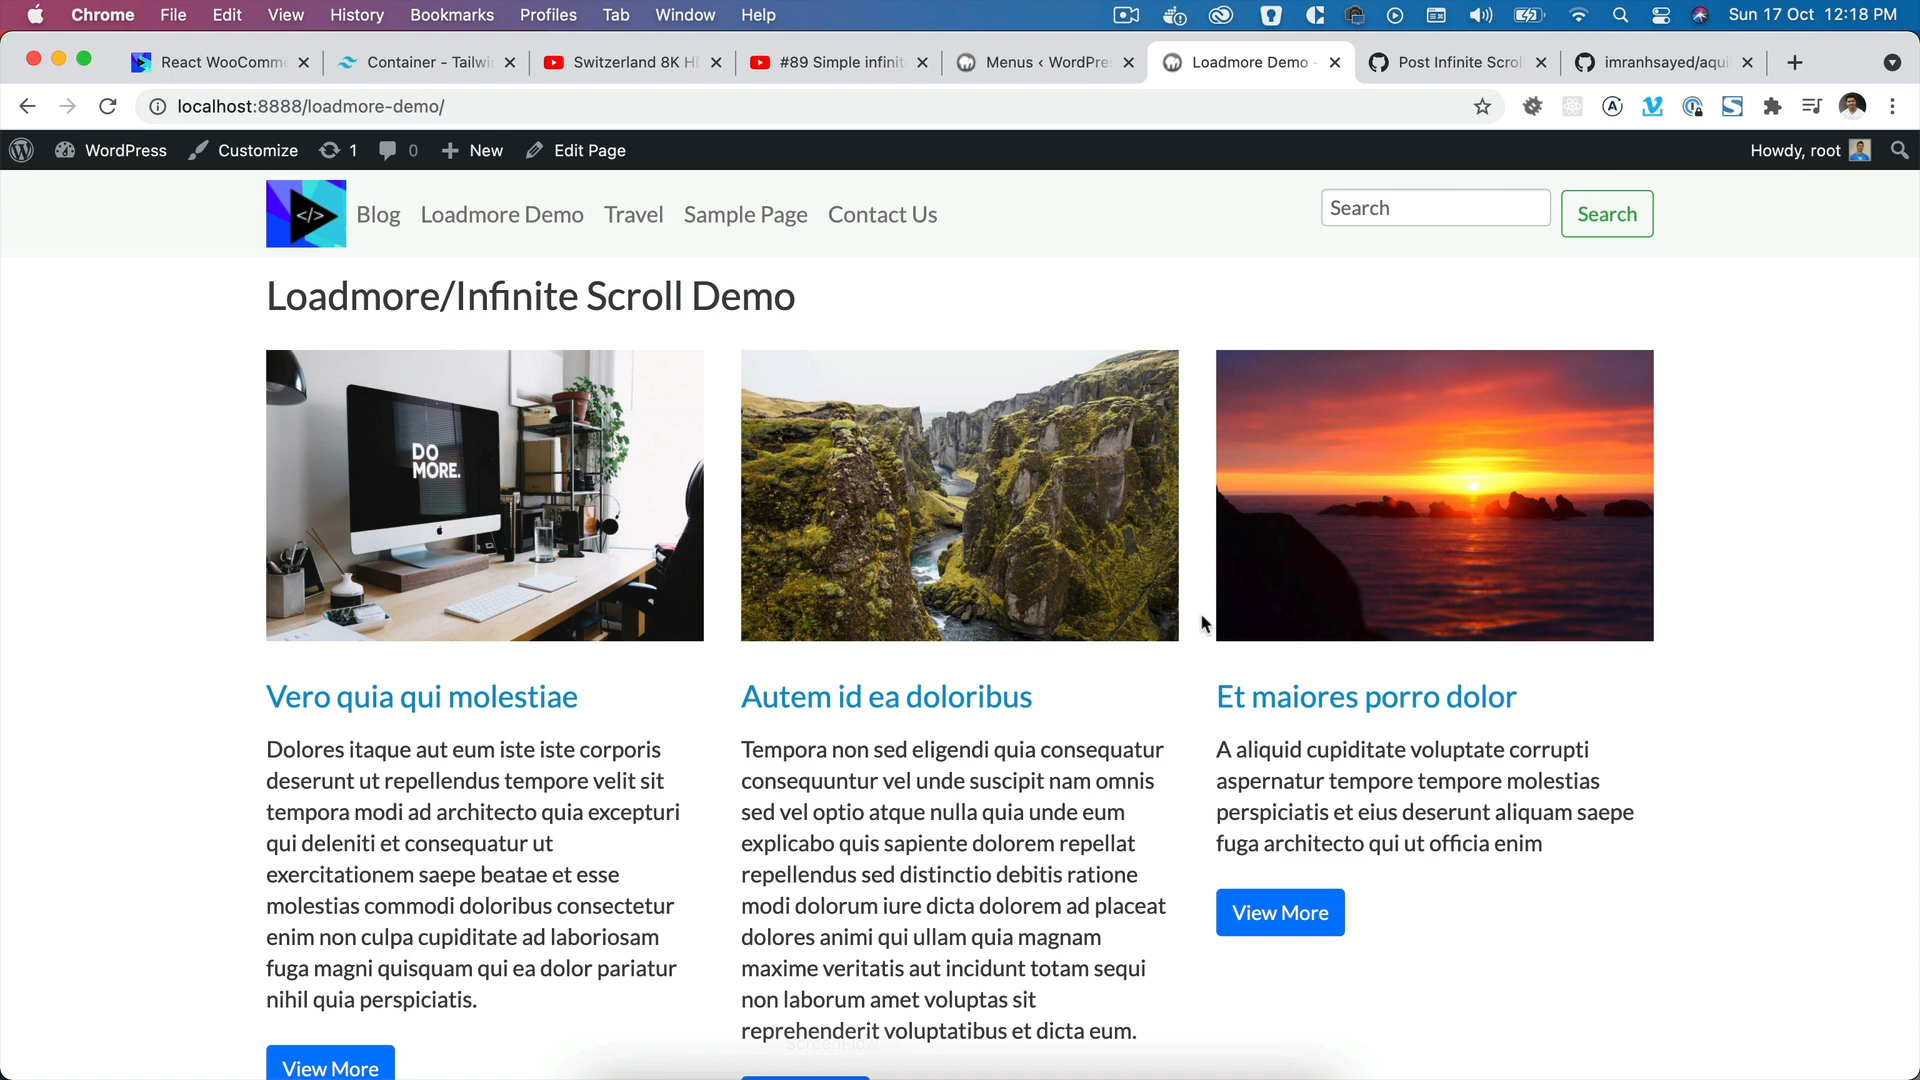 Chrome File Edit View History Bookmarks Profiles Tab Window Help Sun 17 Oct 12:18 PM
React WooComme Container - Tailwi Switzerland 8K H #89 Simple infinit Menus ‹ WordPre Loadmore Demo - Post Infinite Scrol imranhsayed/aqui
localhost:8888/loadmore-demo/
WordPress Customize 1 0 New Edit Page Howdy, root
</> Blog Loadmore Demo Travel Sample Page Contact Us Search Search
Loadmore/Infinite Scroll Demo
DO
MORE.
Vero quia qui molestiae
Dolores itaque aut eum iste iste corporis
deserunt ut repellendus tempore velit sit
tempora modi ad architecto quia excepturi
qui deleniti et consequatur ut
exercitationem saepe beatae et esse
molestias commodi doloribus consectetur
enim non culpa cupiditate ad laboriosam
fuga magni quisquam qui ea dolor pariatur
nihil quia perspiciatis.
View More
Autem id ea doloribus
Tempora non sed eligendi quia consequatur
consequuntur vel unde suscipit nam omnis
sed vel optio atque nulla quia unde eum
explicabo quis sapiente dolorem repellat
repellendus sed distinctio debitis ratione
modi dolorum iure dicta dolorem ad placeat
dolores animi qui ullam quia magnam
maxime veritatis aut incidunt totam sequi
non laborum amet voluptas sit
reprehenderit voluptatibus et dicta eum.
ScreenFlow
Et maiores porro dolor
A aliquid cupiditate voluptate corrupti
aspernatur tempore tempore molestias
perspiciatis et eius deserunt aliquam saepe
fuga architecto qui ut officia enim
View More